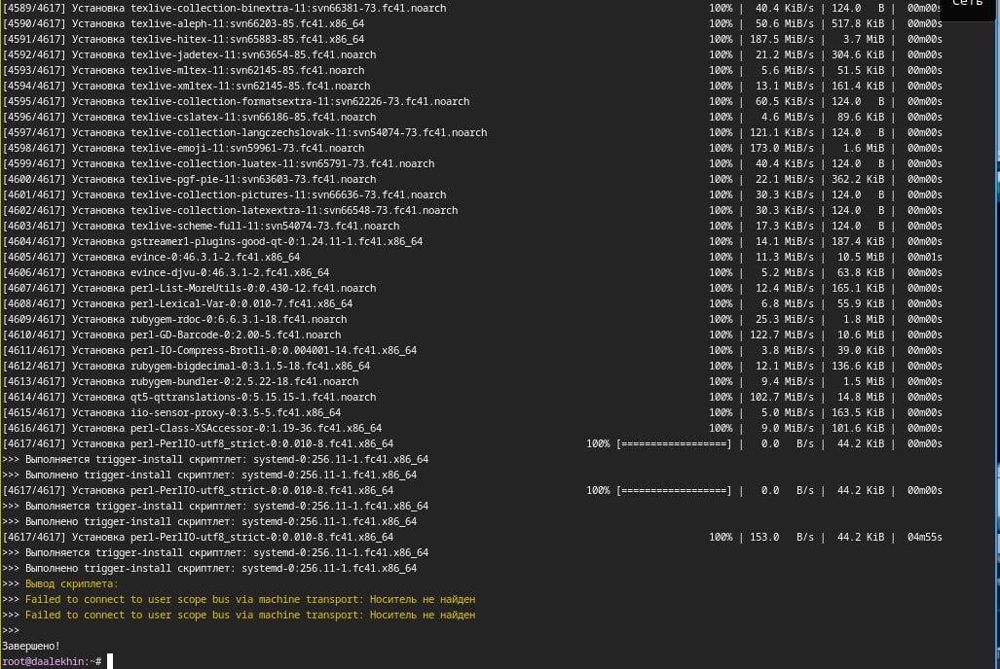 Сеть
[4589/4617] Установка texlive-collection-binextra-11:svn66381-73.fc41.noarch 100% | 40.4 KiB/s | 124.0 B | 00m00s
[4590/4617] Установка texlive-aleph-11:svn66203-85.fc41.x86_64 100% | 50.6 MiB/s | 517.8 KiB | 00m00s
[4591/4617] Установка texlive-hitex-11:svn65883-85.fc41.x86_64 100% | 187.5 MiB/s | 3.7 MiB | 00m00s
[4592/4617] Установка texlive-jadetex-11:svn63654-85.fc41.noarch 100% | 21.2 MiB/s | 304.6 KiB | 00m00s
[4593/4617] Установка texlive-mltex-11:svn62145-85.fc41.noarch 100% | 5.6 MiB/s | 51.5 KiB | 00m00s
[4594/4617] Установка texlive-xmltex-11:svn62145-85.fc41.noarch 100% | 13.1 MiB/s | 161.4 KiB | 00m00s
[4595/4617] Установка texlive-collection-formatsextra-11:svn62226-73.fc41.noarch 100% | 60.5 KiB/s | 124.0 B | 00m00s
[4596/4617] Установка texlive-cslatex-11:svn66186-85.fc41.noarch 100% | 4.6 MiB/s | 89.6 KiB | 00m00s
[4597/4617] Установка texlive-collection-langczechslovak-11:svn54074-73.fc41.noarch 100% | 121.1 KiB/s | 124.0 B | 00m00s
[4598/4617] Установка texlive-emoji-11:svn59961-73.fc41.noarch 100% | 173.0 MiB/s | 1.6 MiB | 00m00s
[4599/4617] Установка texlive-collection-luatex-11:svn65791-73.fc41.noarch 100% | 40.4 KiB/s | 124.0 B | 00m00s
[4600/4617] Установка texlive-pgf-pie-11:svn63603-73.fc41.noarch 100% | 22.1 MiB/s | 362.2 KiB | 00m00s
[4601/4617] Установка texlive-collection-pictures-11:svn66636-73.fc41.noarch 100% | 30.3 KiB/s | 124.0 B | 00m00s
[4602/4617] Установка texlive-collection-latexextra-11:svn66548-73.fc41.noarch 100% | 30.3 KiB/s | 124.0 B | 00m00s
[4603/4617] Установка texlive-scheme-full-11:svn54074-73.fc41.noarch 100% | 17.3 KiB/s | 124.0 B | 00m00s
[4604/4617] Установка gstreamer1-plugins-good-qt-0:1.24.11-1.fc41.x86_64 100% | 14.1 MiB/s | 187.4 KiB | 00m00s
[4605/4617] Установка evince-0:46.3.1-2.fc41.x86_64 100% | 11.3 MiB/s | 10.5 MiB | 00m01s
[4606/4617] Установка evince-djvu-0:46.3.1-2.fc41.x86_64 100% | 5.2 MiB/s | 63.8 KiB | 00m00s
[4607/4617] Установка perl-List-MoreUtils-0:0.430-12.fc41.noarch 100% | 12.4 MiB/s | 165.1 KiB | 00m00s
[4608/4617] Установка perl-Lexical-Var-0:0.010-7.fc41.x86_64 100% | 6.8 MiB/s | 55.9 KiB | 00m00s
[4609/4617] Установка rubygem-rdoc-0:6.6.3.1-18.fc41.noarch 100% | 25.3 MiB/s | 1.8 MiB | 00m00s
[4610/4617] Установка perl-GD-Barcode-0:2.00-5.fc41.noarch 100% | 122.7 MiB/s | 10.6 MiB | 00m00s
[4611/4617] Установка perl-IO-Compress-Brotli-0:0.004001-14.fc41.x86_64 100% | 3.8 MiB/s | 39.0 KiB | 00m00s
[4612/4617] Установка rubygem-bigdecimal-0:3.1.5-18.fc41.x86_64 100% | 12.1 MiB/s | 136.6 KiB | 00m00s
[4613/4617] Установка rubygem-bundler-0:2.5.22-18.fc41.noarch 100% | 9.4 MiB/s | 1.5 MiB | 00m00s
[4614/4617] Установка qt5-qttranslations-0:5.15.15-1.fc41.noarch 100% | 102.7 MiB/s | 14.8 MiB | 00m00s
[4615/4617] Установка iio-sensor-proxy-0:3.5-5.fc41.x86_64 100% | 5.0 MiB/s | 163.5 KiB | 00m00s
[4616/4617] Установка perl-Class-XSAccessor-0:1.19-36.fc41.x86_64 100% | 9.0 MiB/s | 101.6 KiB | 00m00s
[4617/4617] Установка perl-PerlIO-utf8_strict-0:0.010-8.fc41.x86_64 100% [==================] | 0.0 B/s | 44.2 KiB | 00m00s
>>> Выполняется trigger-install скриптлет: systemd-0:256.11-1.fc41.x86_64
>>> Выполнено trigger-install скриптлет: systemd-0:256.11-1.fc41.x86_64
[4617/4617] Установка perl-PerlIO-utf8_strict-0:0.010-8.fc41.x86_64 100% [==================] | 0.0 B/s | 44.2 KiB | 00m00s
>>> Выполняется trigger-install скриптлет: systemd-0:256.11-1.fc41.x86_64
>>> Выполнено trigger-install скриптлет: systemd-0:256.11-1.fc41.x86_64
[4617/4617] Установка perl-PerlIO-utf8_strict-0:0.010-8.fc41.x86_64 100% | 153.0 B/s | 44.2 KiB | 04m55s
>>> Выполняется trigger-install скриптлет: systemd-0:256.11-1.fc41.x86_64
>>> Выполнено trigger-install скриптлет: systemd-0:256.11-1.fc41.x86_64
>>> Вывод скриплета:
>>> Failed to connect to user scope bus via machine transport: Носитель не найден
>>> Failed to connect to user scope bus via machine transport: Носитель не найден
>>>
Завершено!
root@daalekhin:~#